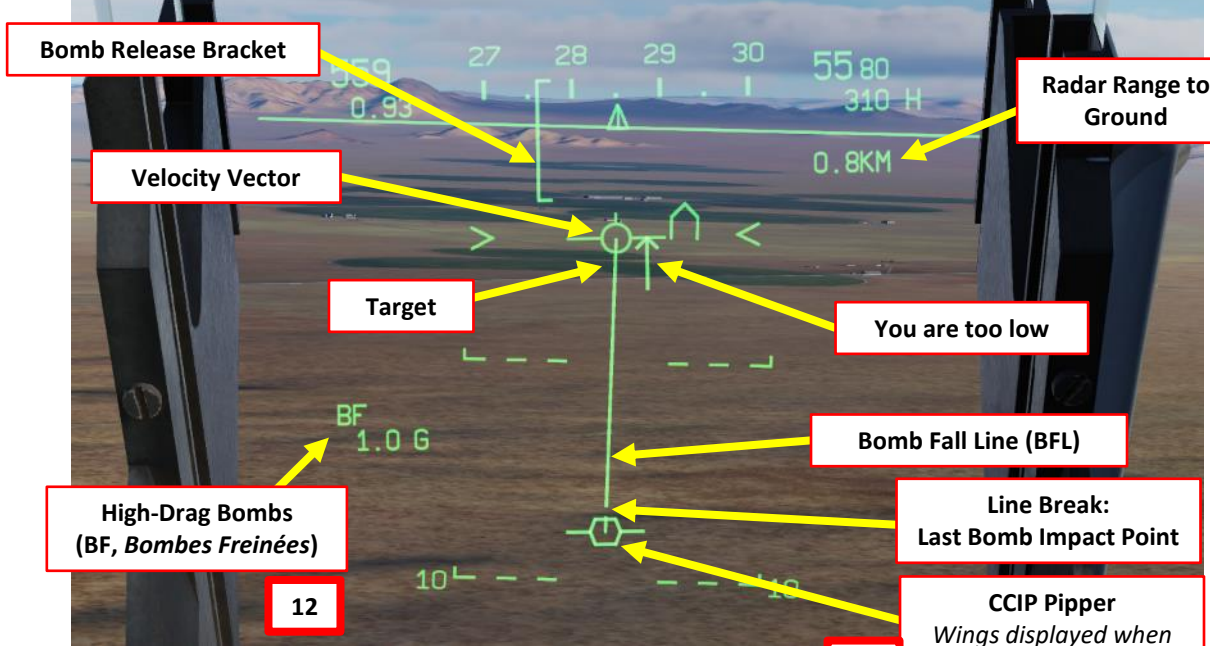 Bomb Release Bracket
27 28 29 30
559
0.93
55 80
310 H
Radar Range to
Ground
0.8KM
Velocity Vector
Target
You are too low
BF
1.0 G
Bomb Fall Line (BFL)
High-Drag Bombs
(BF, Bombes Freinées)
Line Break:
Last Bomb Impact Point
12
10
10
CCIP Pipper
Wings displayed when